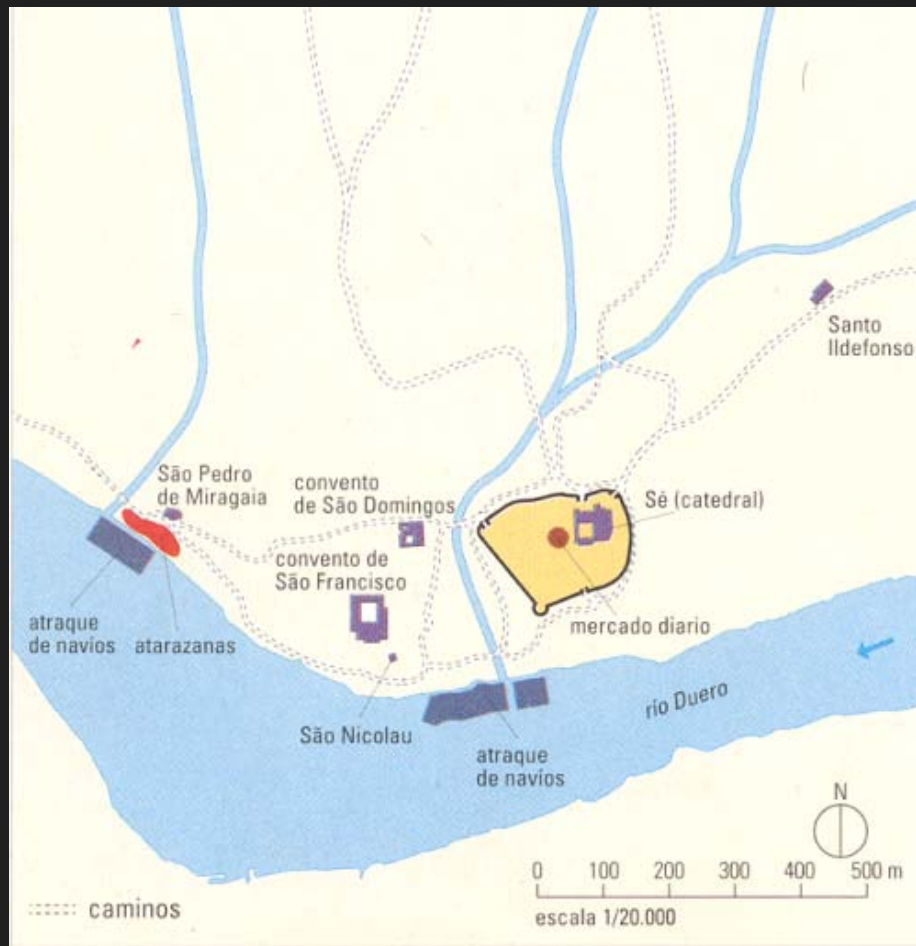 Santo
Ildefonso
São Pedro
de Miragaia
convento
de São Domingos
Sé (catedral)
convento de
São Francisco
atraque
de navíos
atarazanas
mercado diario
São Nicolau
río Duero
atraque
de navíos
N
0 100 200 300 400 500 m
caminos
escala 1/20.000